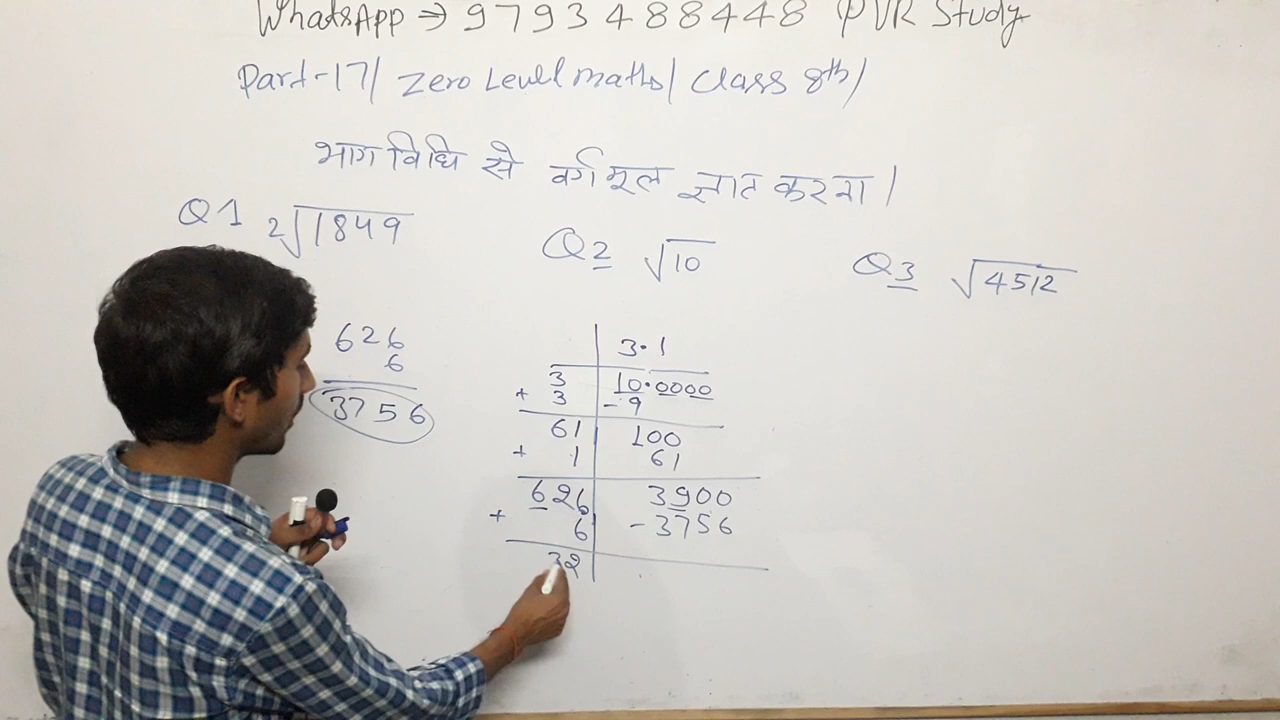 WhatsApp ⇒ 9793488448 PVR Study
Part-17/ Zero Level maths/ Class 8th/
भाग विधि से वर्गमूल ज्ञात करना।
Q1 2√1849
Q2 √10
Q3 √4512
626
6
3756
3.1
3 10.0000
+ 3 -9
61 100
+ 1 61
626 3900
+ 6 -3756
32